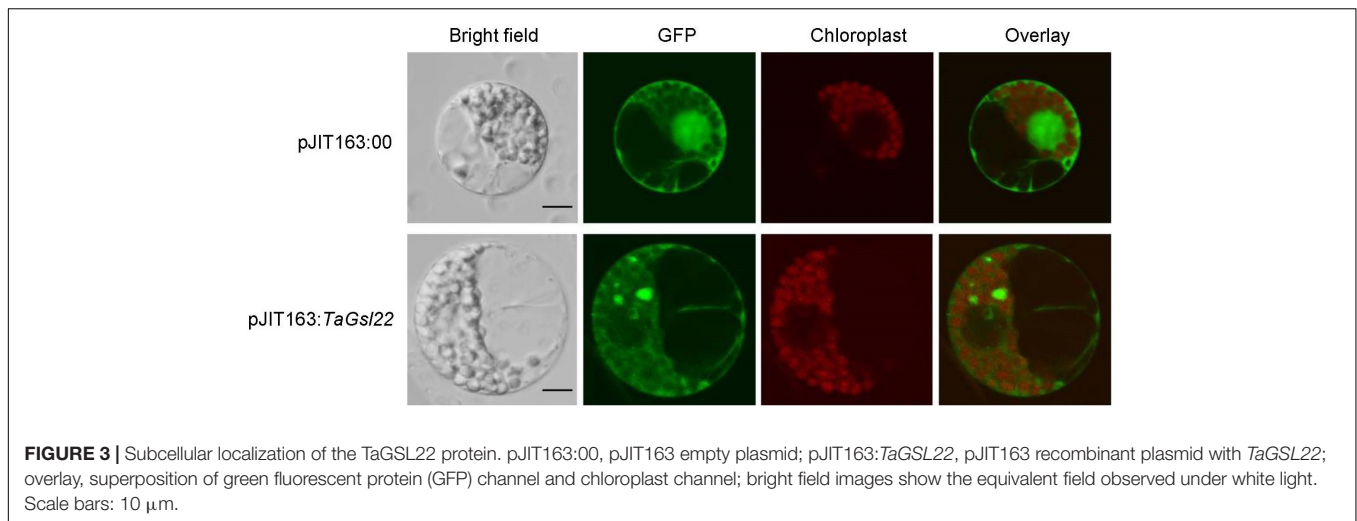 Bright field GFP Chloroplast Overlay
pJIT163:00
pJIT163:TaGsl22
FIGURE 3 | Subcellular localization of the TaGSL22 protein. pJIT163:00, pJIT163 empty plasmid; pJIT163:TaGSL22, pJIT163 recombinant plasmid with TaGSL22;
overlay, superposition of green fluorescent protein (GFP) channel and chloroplast channel; bright field images show the equivalent field observed under white light.
Scale bars: 10 μm.